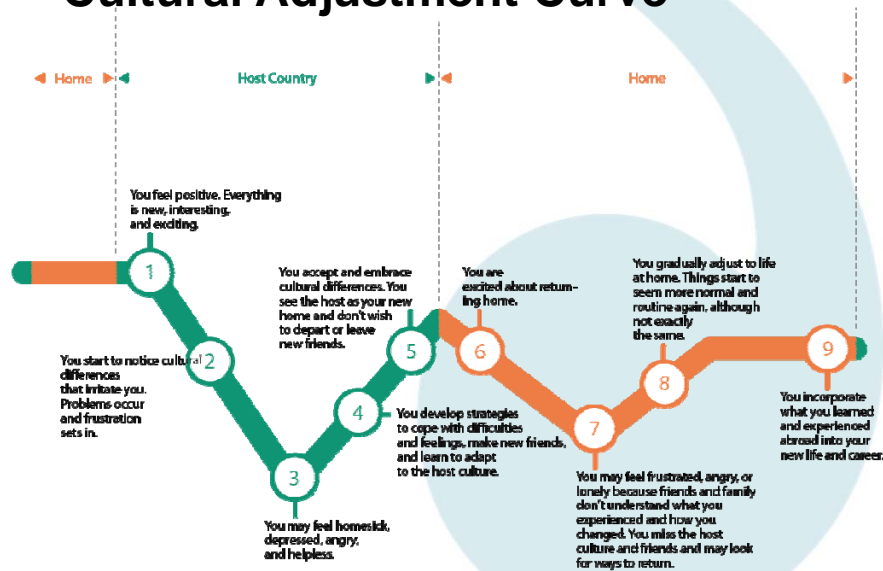 Cultural Adjustment Curve
Home
Host Country
Home
You feel positive. Everything
is new, interesting,
and exciting.
1
You start to notice cultural
differences
that irritate you.
Problems occur
and frustration
sets in.
2
You may feel homesick,
depressed, angry,
and helpless.
3
You develop strategies
to cope with difficulties
and feelings, make new friends,
and learn to adapt
to the host culture.
4
You accept and embrace
cultural differences. You
see the host as your new
home and don't wish
to depart or leave
new friends.
5
You are
excited about return-
ing home.
6
You may feel frustrated, angry, or
lonely because friends and family
don't understand what you
experienced and how you
changed. You miss the host
culture and friends and may look
for ways to return.
7
You gradually adjust to life
at home. Things start to
seem more normal and
routine again, although
not exactly
the same.
8
You incorporate
what you learned
and experienced
abroad into your
new life and career.
9